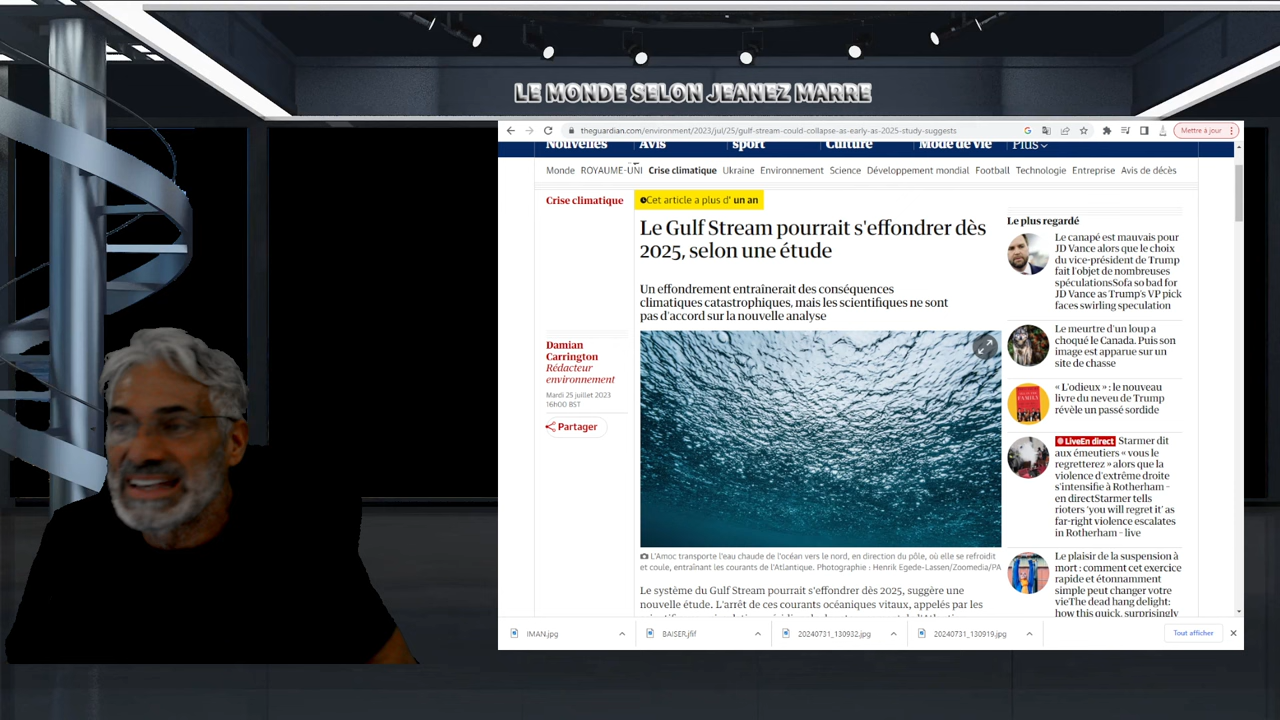 LE MONDE SELON JEANEZ MARRE
theguardian.com/environment/2023/jul/25/gulf-stream-could-collapse-as-early-as-2025-study-suggests
Mettre à jour
Nouvelles Avis sport Culture Mode de vie Plus
Monde ROYAUME-UNI Crise climatique Ukraine Environnement Science Développement mondial Football Technologie Entreprise Avis de décès
Crise climatique
Cet article a plus d' un an
Le Gulf Stream pourrait s'effondrer dès
2025, selon une étude
Un effondrement entraînerait des conséquences
climatiques catastrophiques, mais les scientifiques ne sont
pas d'accord sur la nouvelle analyse
Damian
Carrington
Rédacteur
environnement
Mardi 25 juillet 2023
16h00 BST
Partager
L'Amoc transporte l'eau chaude de l'océan vers le nord, en direction du pôle, où elle se refroidit
et coule, entraînant les courants de l'Atlantique. Photographie : Henrik Egede-Lassen/Zoomedia/PA
Le système du Gulf Stream pourrait s'effondrer dès 2025, suggère une
nouvelle étude. L'arrêt de ces courants océaniques vitaux, appelés par les
Le plus regardé
Le canapé est mauvais pour
JD Vance alors que le choix
du vice-président de Trump
fait l'objet de nombreuses
spéculationsSofa so bad for
JD Vance as Trump's VP pick
faces swirling speculation
Le meurtre d'un loup a
choqué le Canada. Puis son
image est apparue sur un
site de chasse
« L'odieux » : le nouveau
livre du neveu de Trump
révèle un passé sordide
LiveEn direct Starmer dit
aux émeutiers « vous le
regretterez » alors que la
violence d'extrême droite
s'intensifie à Rotherham –
en directStarmer tells
rioters 'you will regret it' as
far-right violence escalates
in Rotherham – live
Le plaisir de la suspension à
mort : comment cet exercice
rapide et étonnamment
simple peut changer votre
vieThe dead hang delight:
how this quick, surprisingly
IMAN.jpg
BAISER.jfif
20240731_130932.jpg
20240731_130919.jpg
Tout afficher